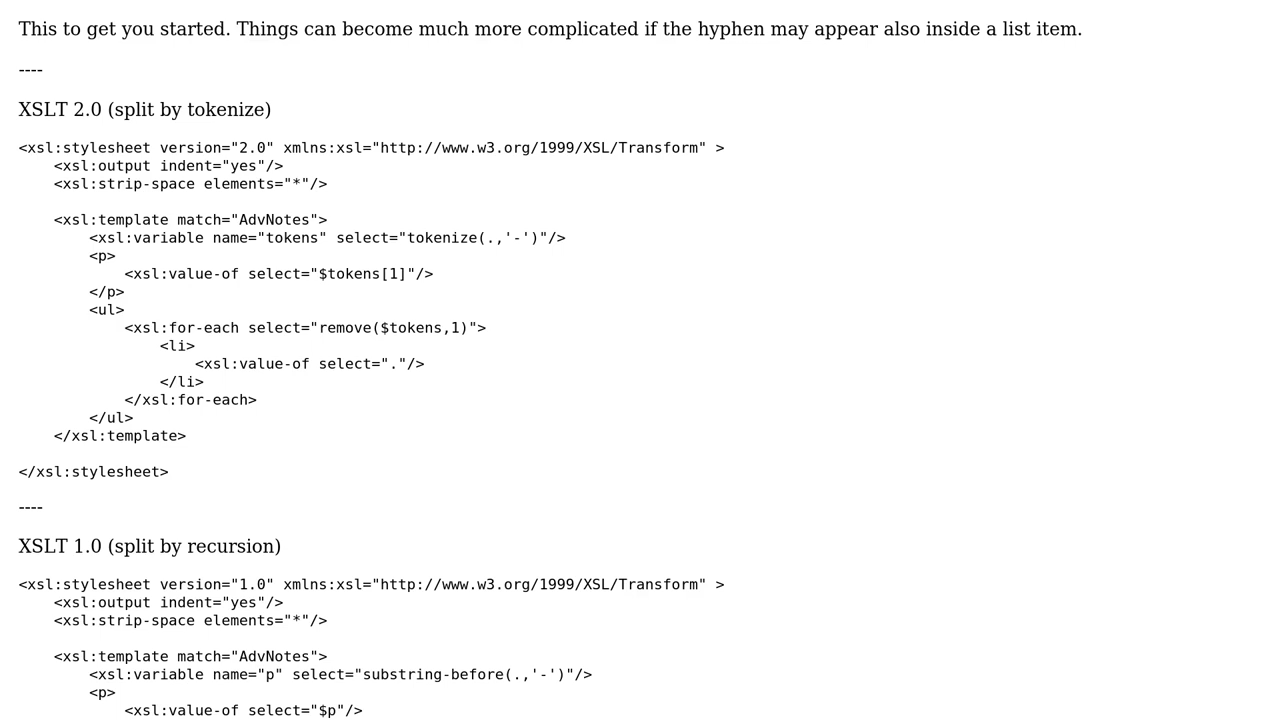 This to get you started. Things can become much more complicated if the hyphen may appear also inside a list item.
----
XSLT 2.0 (split by tokenize)
<xsl:stylesheet version="2.0" xmlns:xsl="http://www.w3.org/1999/XSL/Transform" >
    <xsl:output indent="yes"/>
    <xsl:strip-space elements="*"/>

    <xsl:template match="AdvNotes">
        <xsl:variable name="tokens" select="tokenize(.,'-')"/>
        <p>
            <xsl:value-of select="$tokens[1]"/>
        </p>
        <ul>
            <xsl:for-each select="remove($tokens,1)">
                <li>
                    <xsl:value-of select="."/>
                </li>
            </xsl:for-each>
        </ul>
    </xsl:template>

</xsl:stylesheet>
----
XSLT 1.0 (split by recursion)
<xsl:stylesheet version="1.0" xmlns:xsl="http://www.w3.org/1999/XSL/Transform" >
    <xsl:output indent="yes"/>
    <xsl:strip-space elements="*"/>

    <xsl:template match="AdvNotes">
        <xsl:variable name="p" select="substring-before(.,'-')"/>
        <p>
            <xsl:value-of select="$p"/>